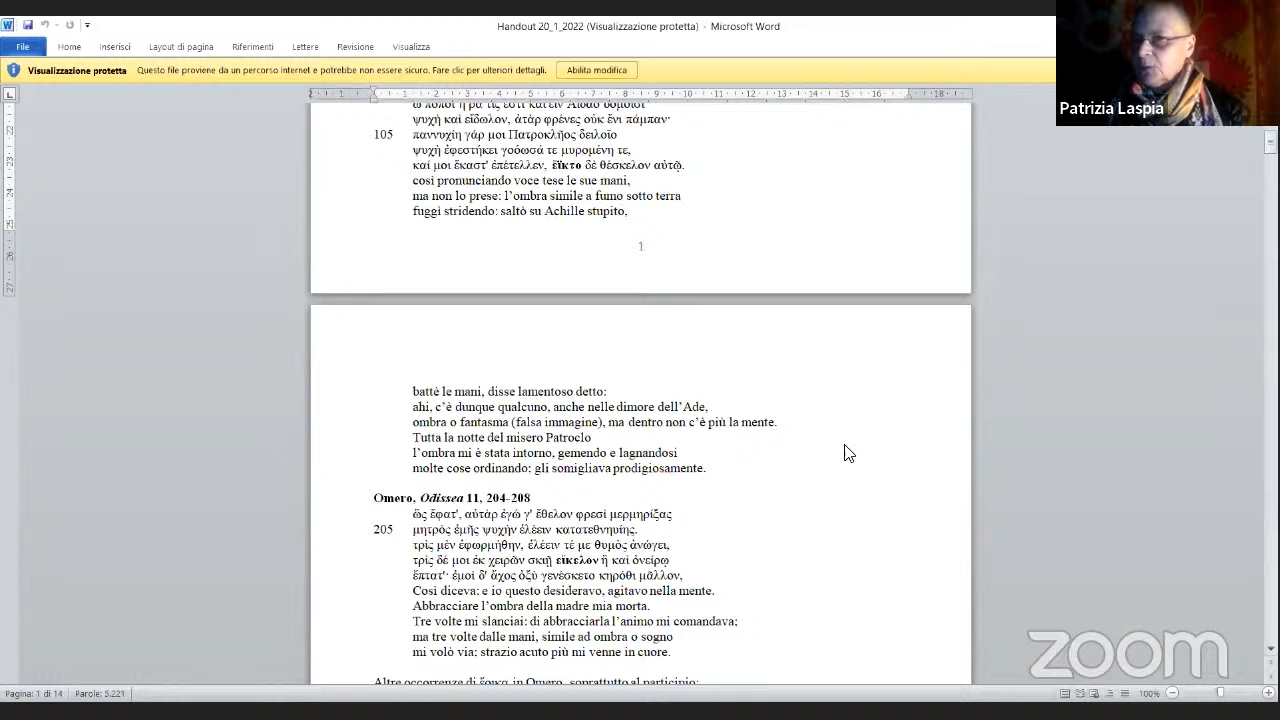 Handout 20_1_2022 (Visualizzazione protetta) - Microsoft Word
File Home Inserisci Layout di pagina Riferimenti Lettere Revisione Visualizza
Visualizzazione protetta Questo file proviene da un percorso Internet e potrebbe non essere sicuro. Fare clic per ulteriori dettagli. Abilita modifica
Patrizia Laspia
ψυχὴ καὶ εἴδωλον, ἀτὰρ φρένες οὐκ ἔνι πάμπαν·
105 παννυχίη γάρ μοι Πατροκλῆος δειλοῖο
ψυχὴ ἐφεστήκει γοόωσά τε μυρομένη τε,
καί μοι ἕκαστ' ἐπέτελλεν, ἔϊκτο δὲ θέσκελον αὐτῷ.
così pronunciando voce tese le sue mani,
ma non lo prese: l'ombra simile a fumo sotto terra
fuggì stridendo: saltò su Achille stupito,
1
battè le mani, disse lamentoso detto:
ahi, c'è dunque qualcuno, anche nelle dimore dell'Ade,
ombra o fantasma (falsa immagine), ma dentro non c'è più la mente.
Tutta la notte del misero Patroclo
l'ombra mi è stata intorno, gemendo e lagnandosi
molte cose ordinando: gli somigliava prodigiosamente.
Omero, Odissea 11, 204-208
ὣς ἔφατ', αὐτὰρ ἐγώ γ' ἔθελον φρεσὶ μερμηρίξας
205 μητρὸς ἐμῆς ψυχὴν ἑλέειν κατατεθνηυίης.
τρὶς μὲν ἐφωρμήθην, ἑλέειν τέ με θυμὸς ἀνώγει,
τρὶς δέ μοι ἐκ χειρῶν σκιῇ εἴκελον ἢ καὶ ὀνείρῳ
ἔπτατ'· ἐμοὶ δ' ἄχος ὀξὺ γενέσκετο κηρόθι μᾶλλον,
Così diceva: e io questo desideravo, agitavo nella mente.
Abbracciare l'ombra della madre mia morta.
Tre volte mi slanciai: di abbracciarla l'animo mi comandava;
ma tre volte dalle mani, simile ad ombra o sogno
mi volò via: strazio acuto più mi venne in cuore.
Altre occorrenze di ἔοικα in Omero, soprattutto al participio:
zoom
Pagina: 1 di 14 Parole: 5.221 100%